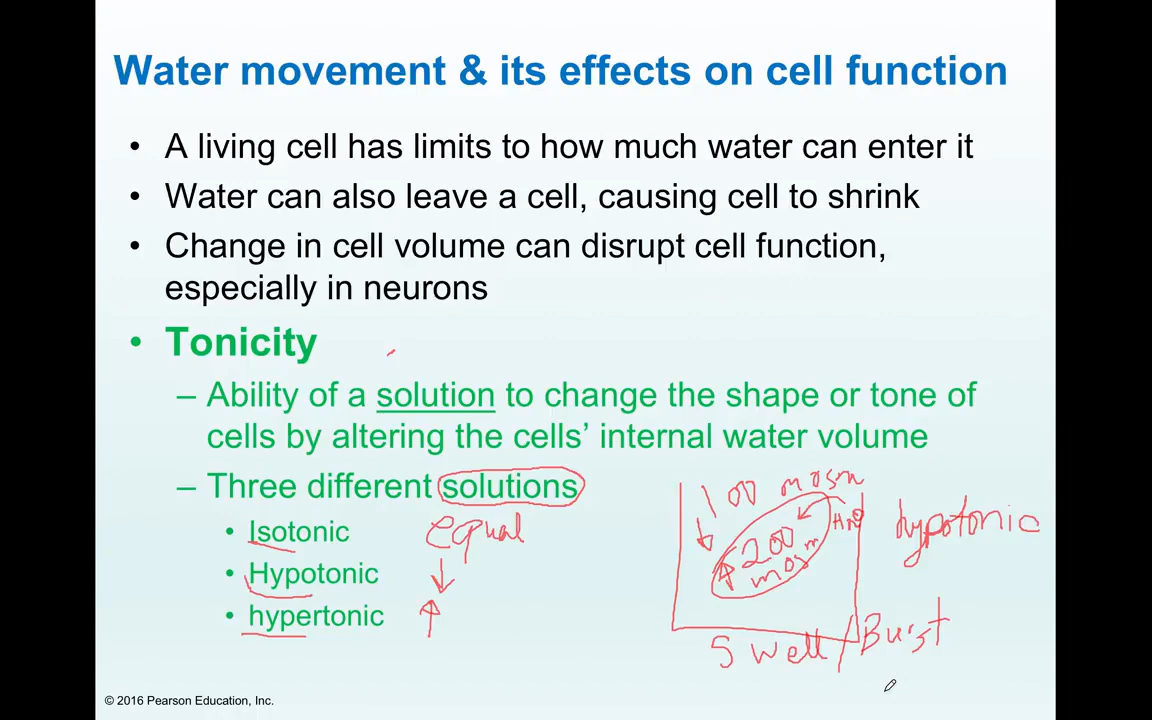 Water movement & its effects on cell function
• A living cell has limits to how much water can enter it
• Water can also leave a cell, causing cell to shrink
• Change in cell volume can disrupt cell function,
especially in neurons
• Tonicity
– Ability of a solution to change the shape or tone of
cells by altering the cells’ internal water volume
– Three different solutions
• Isotonic
equal
• Hypotonic
↓
• hypertonic
↑
↓ 100 mosm
↑ 200
mosm
H2O
hypotonic
Swell/Burst
© 2016 Pearson Education, Inc.